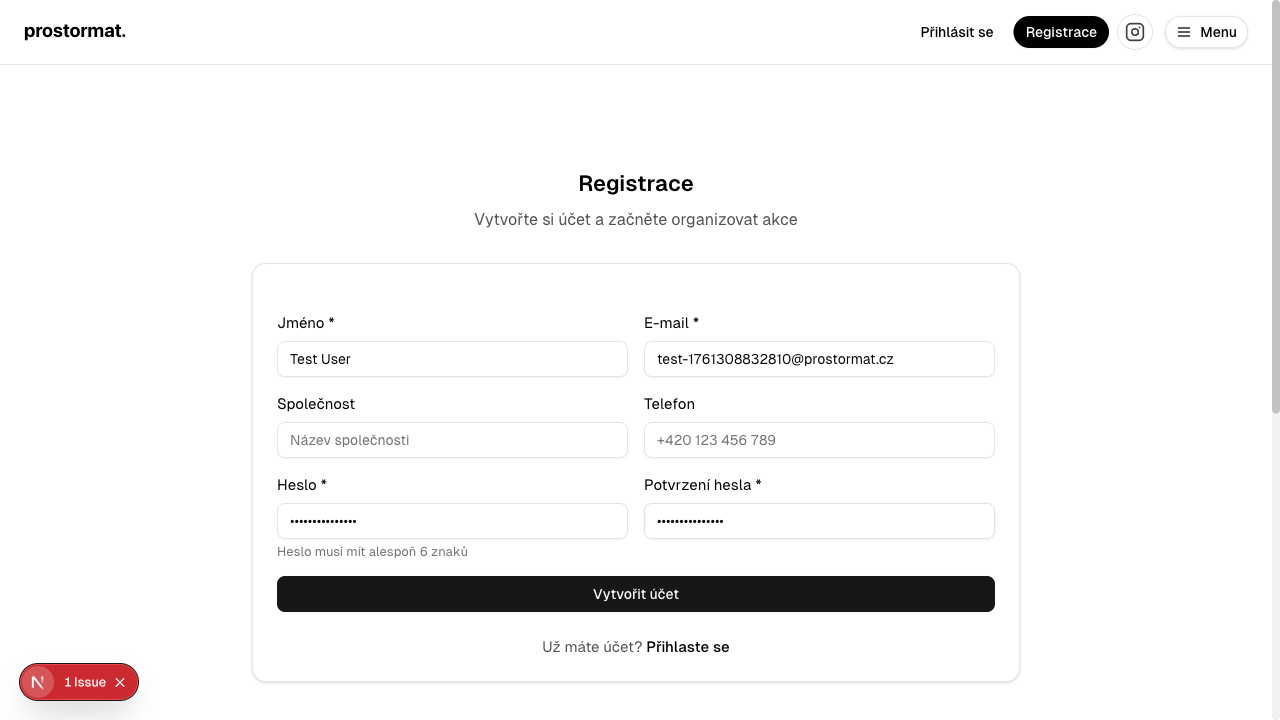 prostormat.
Přihlásit se
Registrace
Menu
Registrace
Vytvořte si účet a začněte organizovat akce
Jméno *
E-mail *
Test User
test-1761308832810@prostormat.cz
Společnost
Telefon
Název společnosti
+420 123 456 789
Heslo *
Potvrzení hesla *
•••••••••••••••
•••••••••••••••
Heslo musí mít alespoň 6 znaků
Vytvořit účet
Už máte účet? Přihlaste se
N
1 Issue